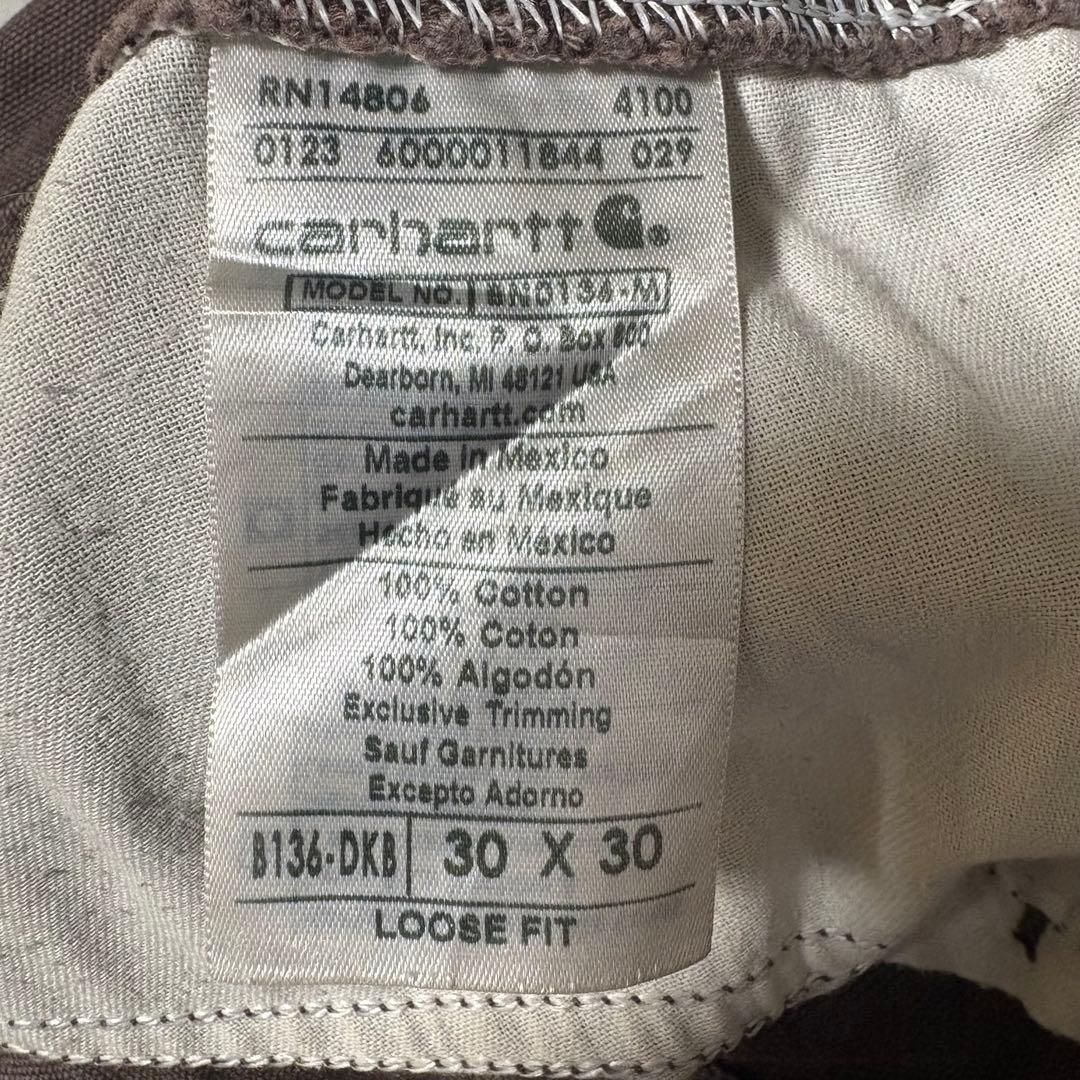 RN14806 4100
0123 6000011844 029
carhartt
MODEL NO. BN0136-M
Carhartt, Inc. P. O. Box 600
Dearborn, MI 48121 USA
carhartt.com
Made in Mexico
Fabriqué au Mexique
Hecho en México
100% Cotton
100% Coton
100% Algodón
Exclusive Trimming
Sauf Garnitures
Excepto Adorno
B136-DKB 30 X 30
LOOSE FIT